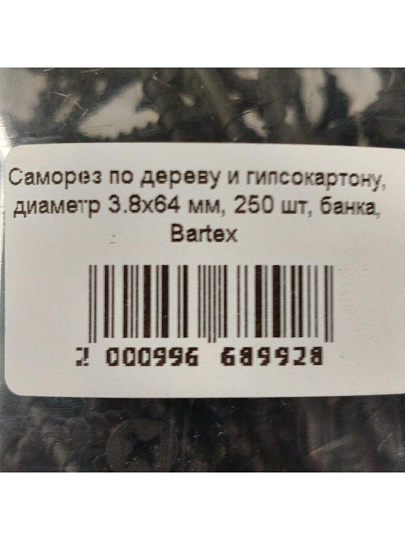 Саморез по дереву и гипсокартону,
диаметр 3.8х64 мм, 250 шт, банка,
Bartex
2 000996 689928